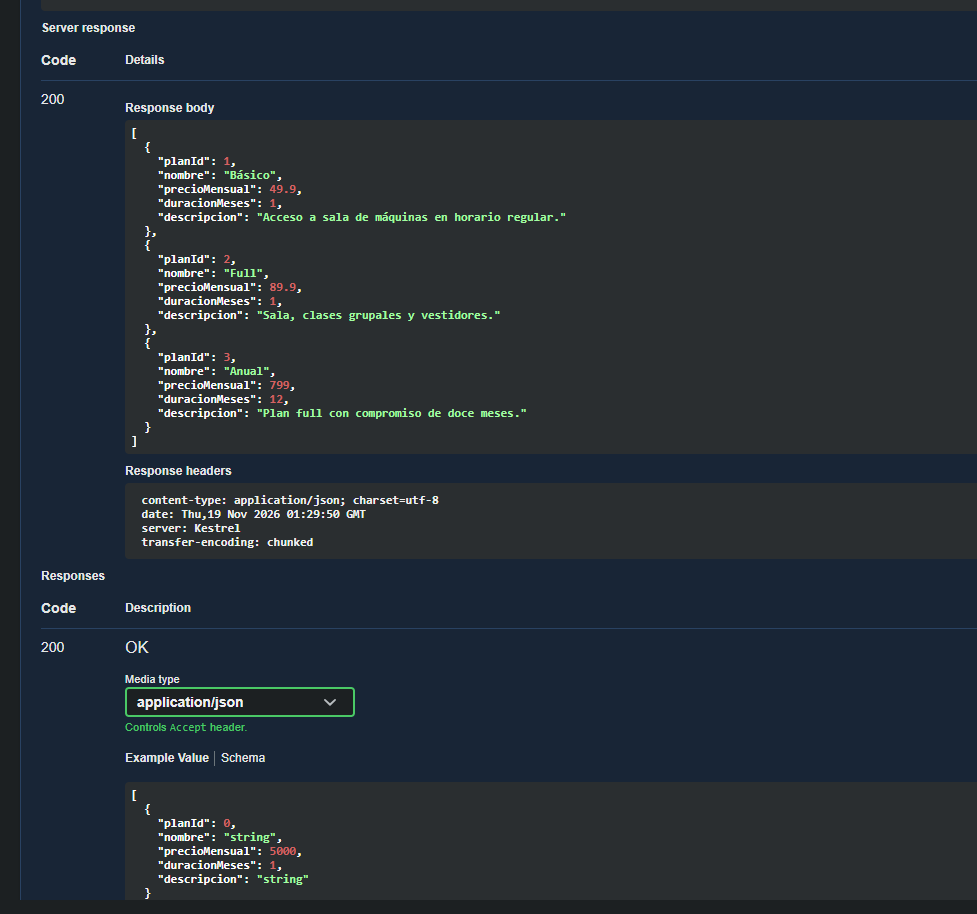 Server response
Code Details
200
Response body
[
  {
    "planId": 1,
    "nombre": "Básico",
    "precioMensual": 49.9,
    "duracionMeses": 1,
    "descripcion": "Acceso a sala de máquinas en horario regular."
  },
  {
    "planId": 2,
    "nombre": "Full",
    "precioMensual": 89.9,
    "duracionMeses": 1,
    "descripcion": "Sala, clases grupales y vestidores."
  },
  {
    "planId": 3,
    "nombre": "Anual",
    "precioMensual": 799,
    "duracionMeses": 12,
    "descripcion": "Plan full con compromiso de doce meses."
  }
]
Response headers
content-type: application/json; charset=utf-8
date: Thu,19 Nov 2026 01:29:50 GMT
server: Kestrel
transfer-encoding: chunked
Responses
Code Description
200 OK
Media type
application/json
Controls Accept header.
Example Value | Schema
[
  {
    "planId": 0,
    "nombre": "string",
    "precioMensual": 5000,
    "duracionMeses": 1,
    "descripcion": "string"
  }